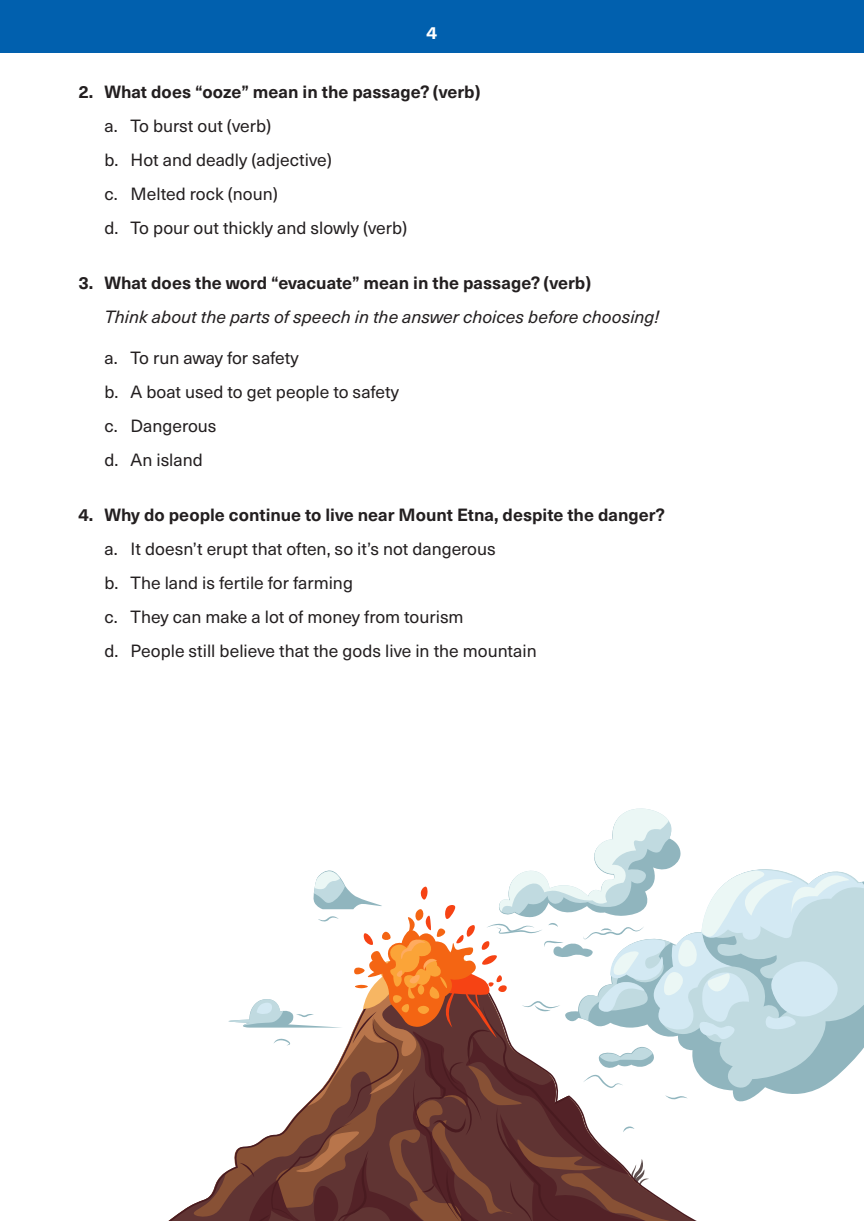 4
2. What does “ooze” mean in the passage? (verb)
a. To burst out (verb)
b. Hot and deadly (adjective)
c. Melted rock (noun)
d. To pour out thickly and slowly (verb)
3. What does the word “evacuate” mean in the passage? (verb)
Think about the parts of speech in the answer choices before choosing!
a. To run away for safety
b. A boat used to get people to safety
c. Dangerous
d. An island
4. Why do people continue to live near Mount Etna, despite the danger?
a. It doesn’t erupt that often, so it’s not dangerous
b. The land is fertile for farming
c. They can make a lot of money from tourism
d. People still believe that the gods live in the mountain